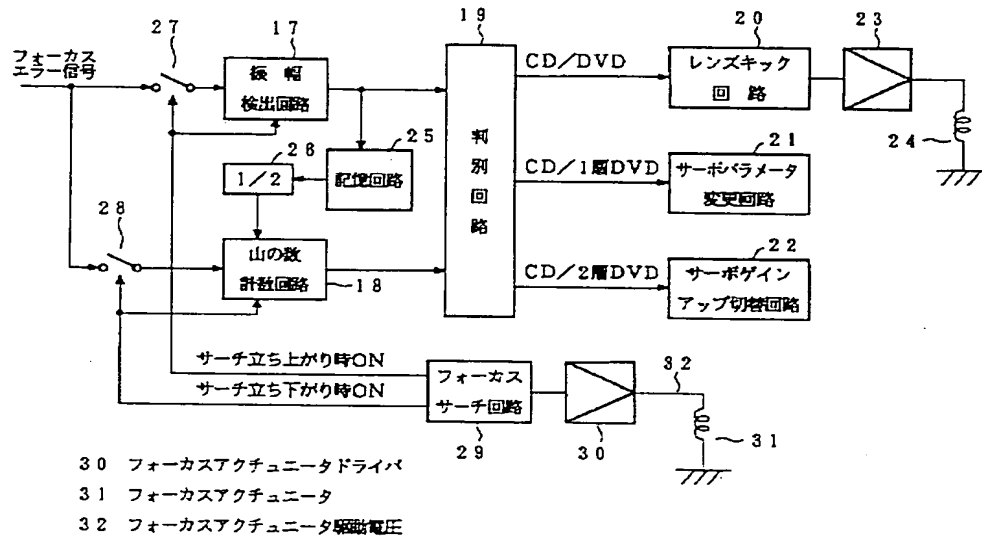 27
17
19
20
23
フォーカス
エラー信号
振幅
検出回路
CD/DVD
レンズキック
回路
24
26
25
1/2
記憶回路
判別回路
CD/1層DVD
21
サーボパラメータ
変更回路
28
山の数
計数回路
18
CD/2層DVD
22
サーボゲイン
アップ切替回路
サーチ立ち上がり時ON
サーチ立ち下がり時ON
フォーカス
サーチ回路
29
30
32
31
30 フォーカスアクチュニータドライバ
31 フォーカスアクチュニータ
32 フォーカスアクチュニータ駆動電圧